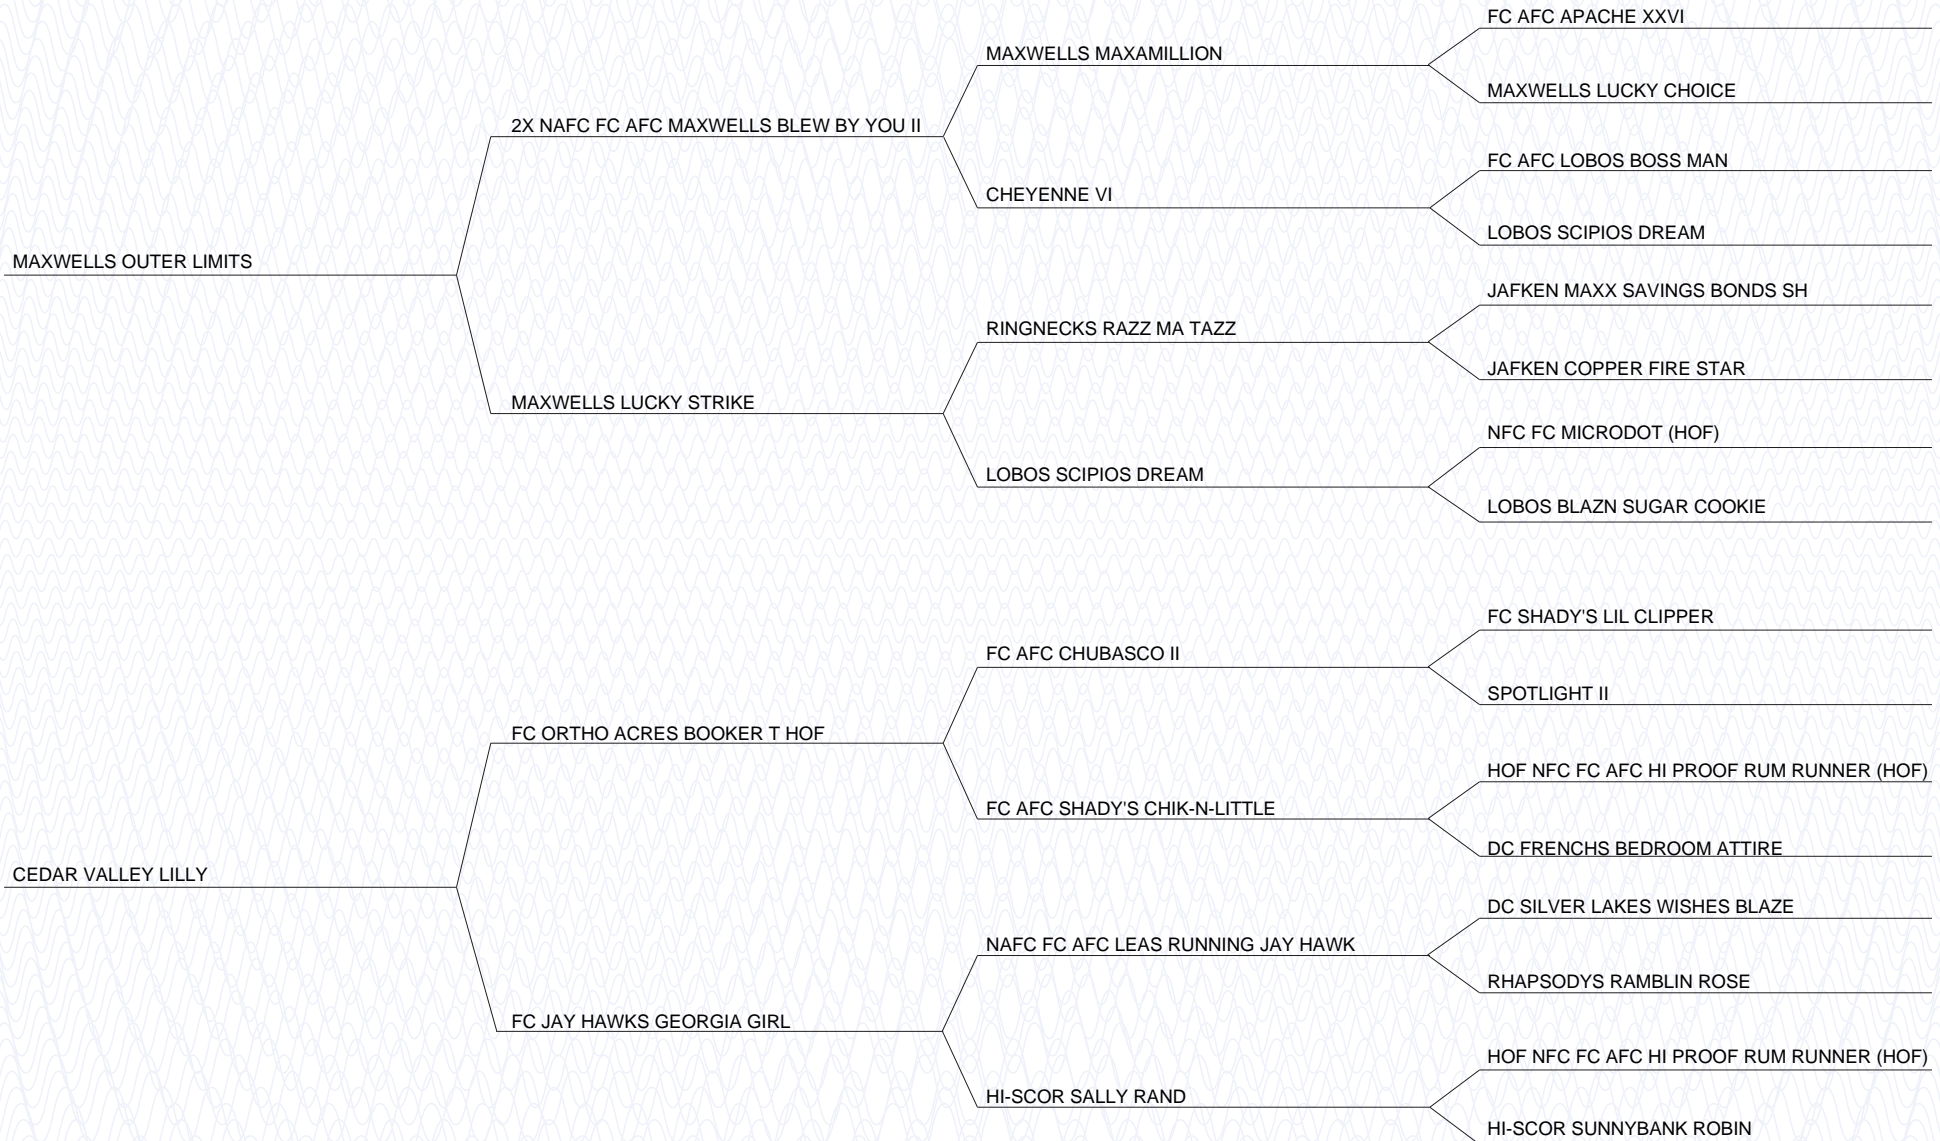 FC AFC APACHE XXVI
MAXWELLS MAXAMILLION
MAXWELLS LUCKY CHOICE
2X NAFC FC AFC MAXWELLS BLEW BY YOU II
FC AFC LOBOS BOSS MAN
CHEYENNE VI
LOBOS SCIPIOS DREAM
MAXWELLS OUTER LIMITS
JAFKEN MAXX SAVINGS BONDS SH
RINGNECKS RAZZ MA TAZZ
JAFKEN COPPER FIRE STAR
MAXWELLS LUCKY STRIKE
NFC FC MICRODOT (HOF)
LOBOS SCIPIOS DREAM
LOBOS BLAZN SUGAR COOKIE
FC SHADY'S LIL CLIPPER
FC AFC CHUBASCO II
SPOTLIGHT II
FC ORTHO ACRES BOOKER T HOF
HOF NFC FC AFC HI PROOF RUM RUNNER (HOF)
FC AFC SHADY'S CHIK-N-LITTLE
DC FRENCHS BEDROOM ATTIRE
CEDAR VALLEY LILLY
DC SILVER LAKES WISHES BLAZE
NAFC FC AFC LEAS RUNNING JAY HAWK
RHAPSODYS RAMBLIN ROSE
FC JAY HAWKS GEORGIA GIRL
HOF NFC FC AFC HI PROOF RUM RUNNER (HOF)
HI-SCOR SALLY RAND
HI-SCOR SUNNYBANK ROBIN